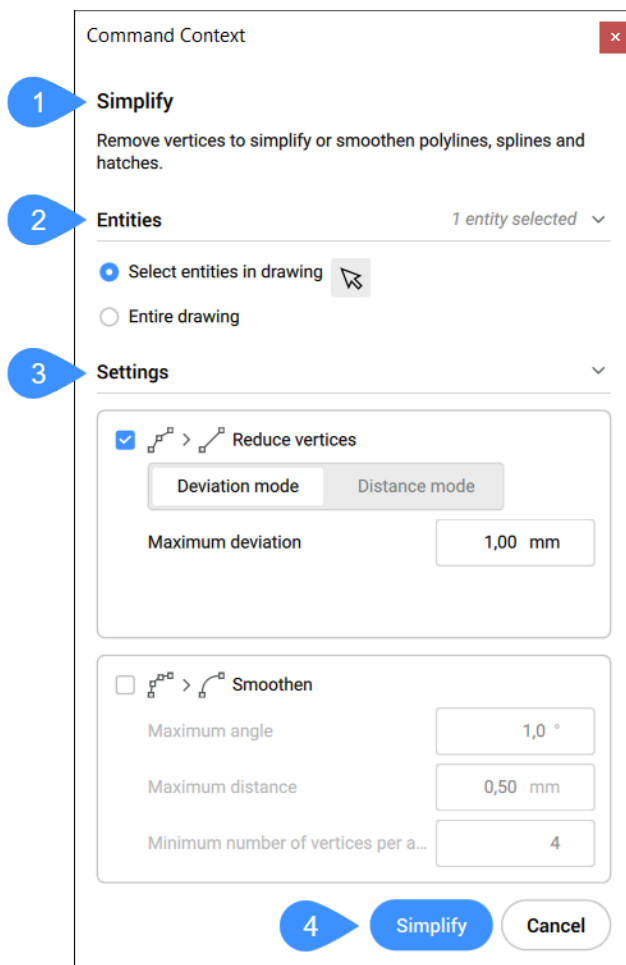 Command Context
×
1
Simplify
Remove vertices to simplify or smoothen polylines, splines and
hatches.
2
Entities 1 entity selected
Select entities in drawing
Entire drawing
3
Settings
> Reduce vertices
Deviation mode Distance mode
Maximum deviation 1,00 mm
> Smoothen
Maximum angle 1,0 °
Maximum distance 0,50 mm
Minimum number of vertices per a... 4
4
Simplify Cancel